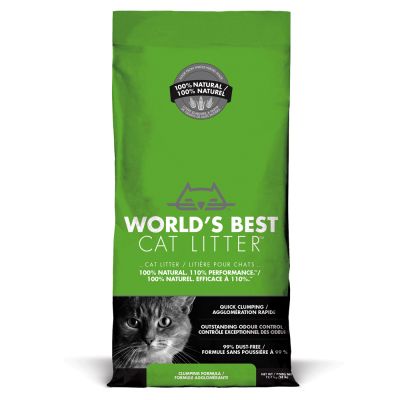 100% NATURAL /
100% NATUREL
WORLD'S BEST
CAT LITTER™
CAT LITTER / LITIÈRE POUR CHATS
100% NATURAL, 110% PERFORMANCE.™/
100% NATUREL, EFFICACE À 110%.™
QUICK CLUMPING /
AGGLOMÉRATION RAPIDE
OUTSTANDING ODOUR CONTROL
CONTRÔLE EXCEPTIONNEL DES ODEURS
99% DUST-FREE /
FORMULE SANS POUSSIÈRE À 99 %
CLUMPING FORMULA /
FORMULE AGGLOMÉRANTE